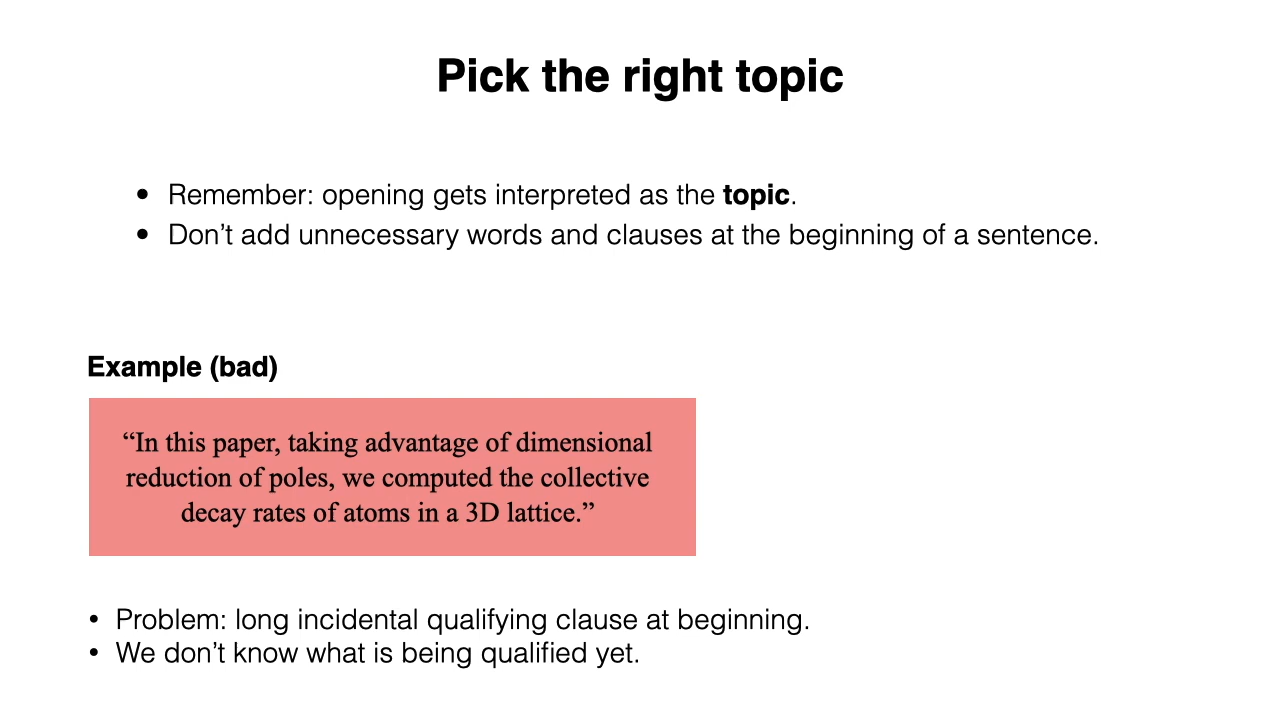 Pick the right topic
• Remember: opening gets interpreted as the topic.
• Don’t add unnecessary words and clauses at the beginning of a sentence.
Example (bad)
“In this paper, taking advantage of dimensional
reduction of poles, we computed the collective
decay rates of atoms in a 3D lattice.”
• Problem: long incidental qualifying clause at beginning.
• We don’t know what is being qualified yet.